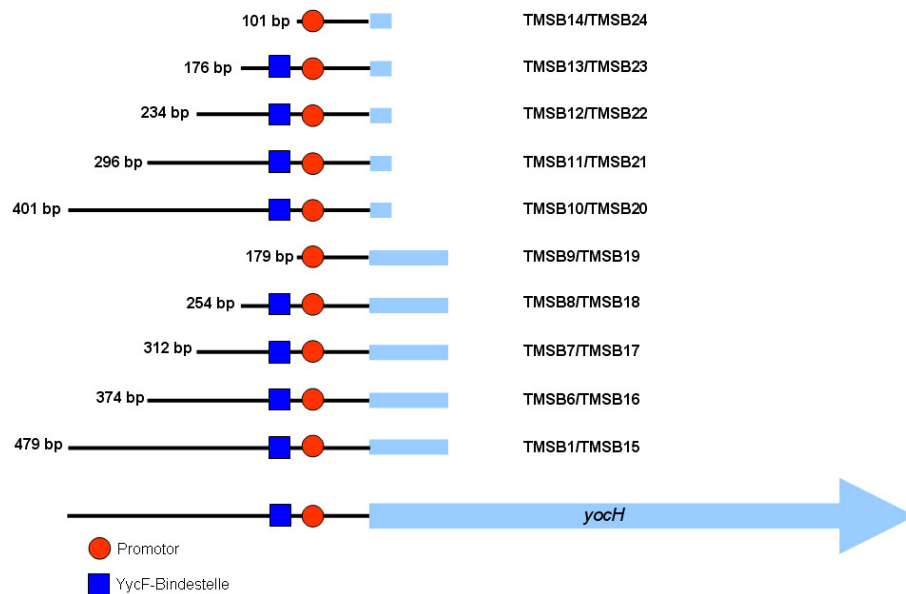 101 bp TMSB14/TMSB24
176 bp TMSB13/TMSB23
234 bp TMSB12/TMSB22
296 bp TMSB11/TMSB21
401 bp TMSB10/TMSB20
179 bp TMSB9/TMSB19
254 bp TMSB8/TMSB18
312 bp TMSB7/TMSB17
374 bp TMSB6/TMSB16
479 bp TMSB1/TMSB15
yocH
Promotor
YycF-Bindestelle